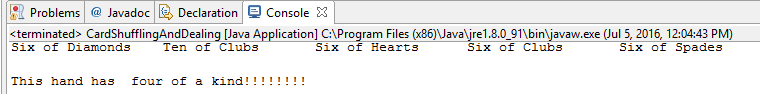 Problems @ Javadoc Declaration Console
<terminated> CardShufflingAndDealing [Java Application] C:\Program Files (x86)\Java\jre1.8.0_91\bin\javaw.exe (Jul 5, 2016, 12:04:43 PM)
Six of Diamonds Ten of Clubs Six of Hearts Six of Clubs Six of Spades
This hand has  four of a kind!!!!!!!!